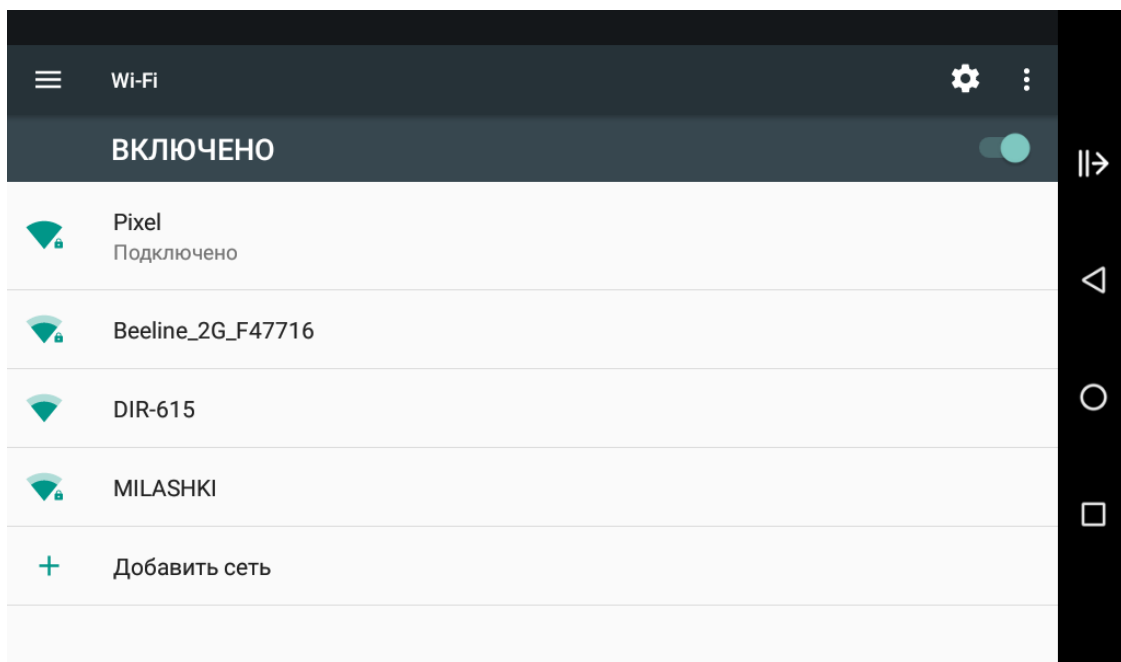 Wi-Fi
ВКЛЮЧЕНО
Pixel
Подключено
Beeline_2G_F47716
DIR-615
MILASHKI
Добавить сеть